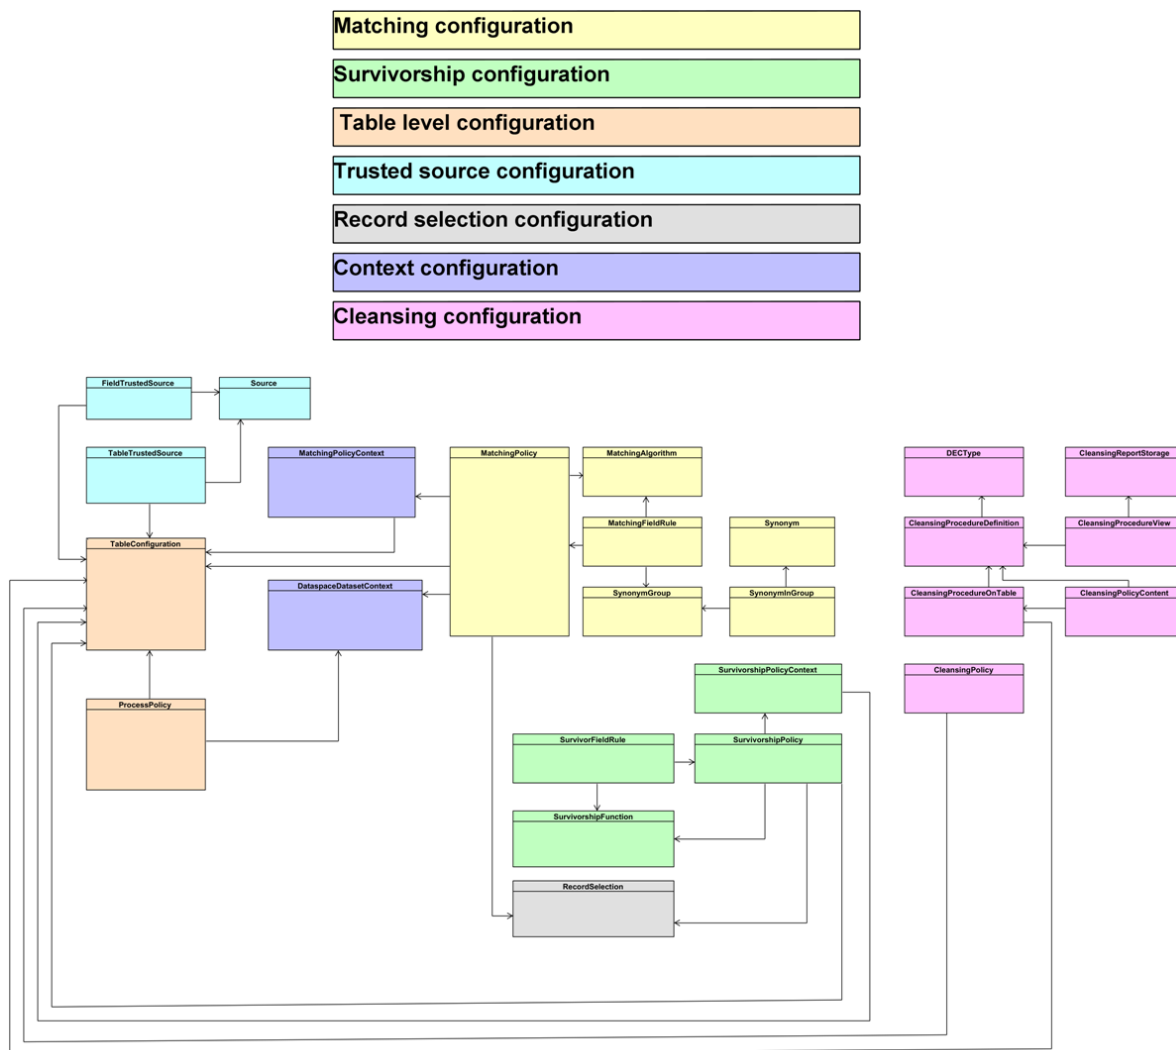 Matching configuration
Survivorship configuration
Table level configuration
Trusted source configuration
Record selection configuration
Context configuration
Cleansing configuration
FieldTrustedSource
Source
TableTrustedSource
MatchingPolicyContext
MatchingPolicy
MatchingAlgorithm
DECType
CleansingReportStorage
MatchingFieldRule
Synonym
CleansingProcedureDefinition
CleansingProcedureView
TableConfiguration
DataspaceDatasetContext
SynonymGroup
SynonymInGroup
CleansingProcedureOnTable
CleansingPolicyContent
SurvivorshipPolicyContext
CleansingPolicy
ProcessPolicy
SurvivorFieldRule
SurvivorshipPolicy
SurvivorshipFunction
RecordSelection